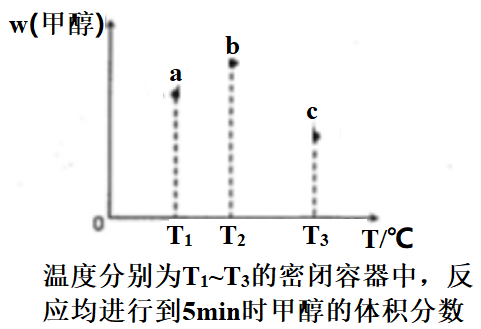 w(甲醇)
b
a
c
0
T₁ T₂ T₃ T/℃
温度分别为T₁~T₃的密闭容器中，反
应均进行到5min时甲醇的体积分数